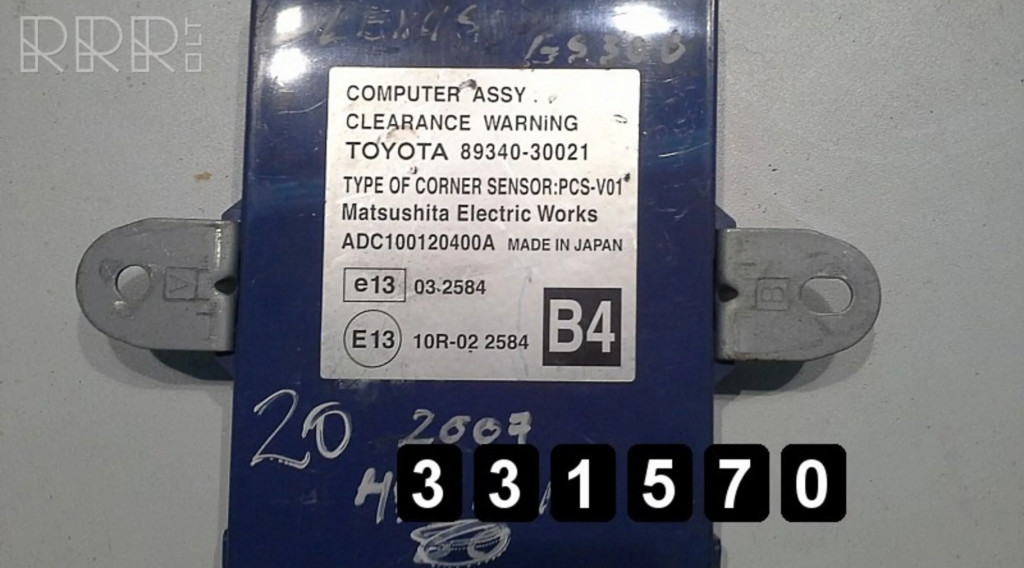 RRR.LT
LEXUS
GS300
COMPUTER ASSY.
CLEARANCE WARNiNG
TOYOTA 89340-30021
TYPE OF CORNER SENSOR:PCS-V01
Matsushita Electric Works
ADC100120400A MADE IN JAPAN
e13 03 2584
E13 10R-02 2584
B4
A
B
20 2007
331570